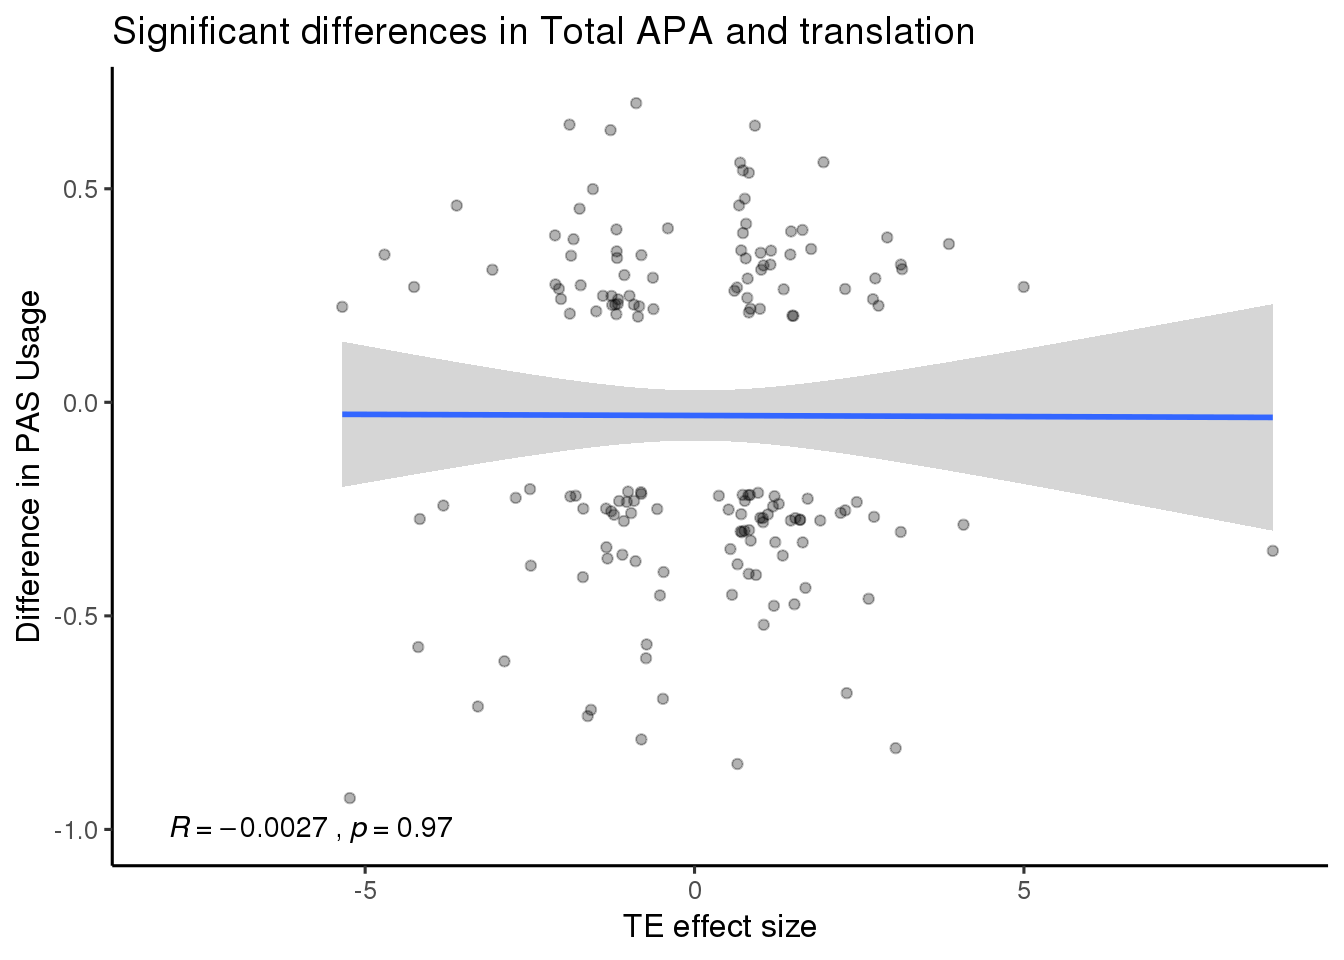 Significant differences in Total APA and translation
Difference in PAS Usage
0.5
0.0
-0.5
-1.0
R = −0.0027 , p = 0.97
-5
0
5
TE effect size